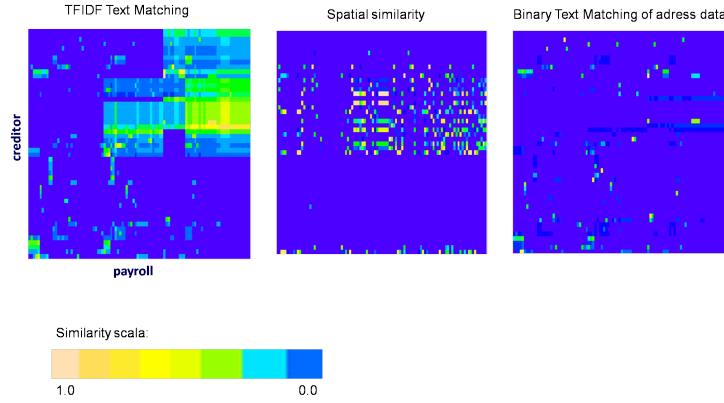 TFIDF Text Matching
Spatial similarity
Binary Text Matching of adress data
creditor
payroll
Similarity scala:
1.0
0.0